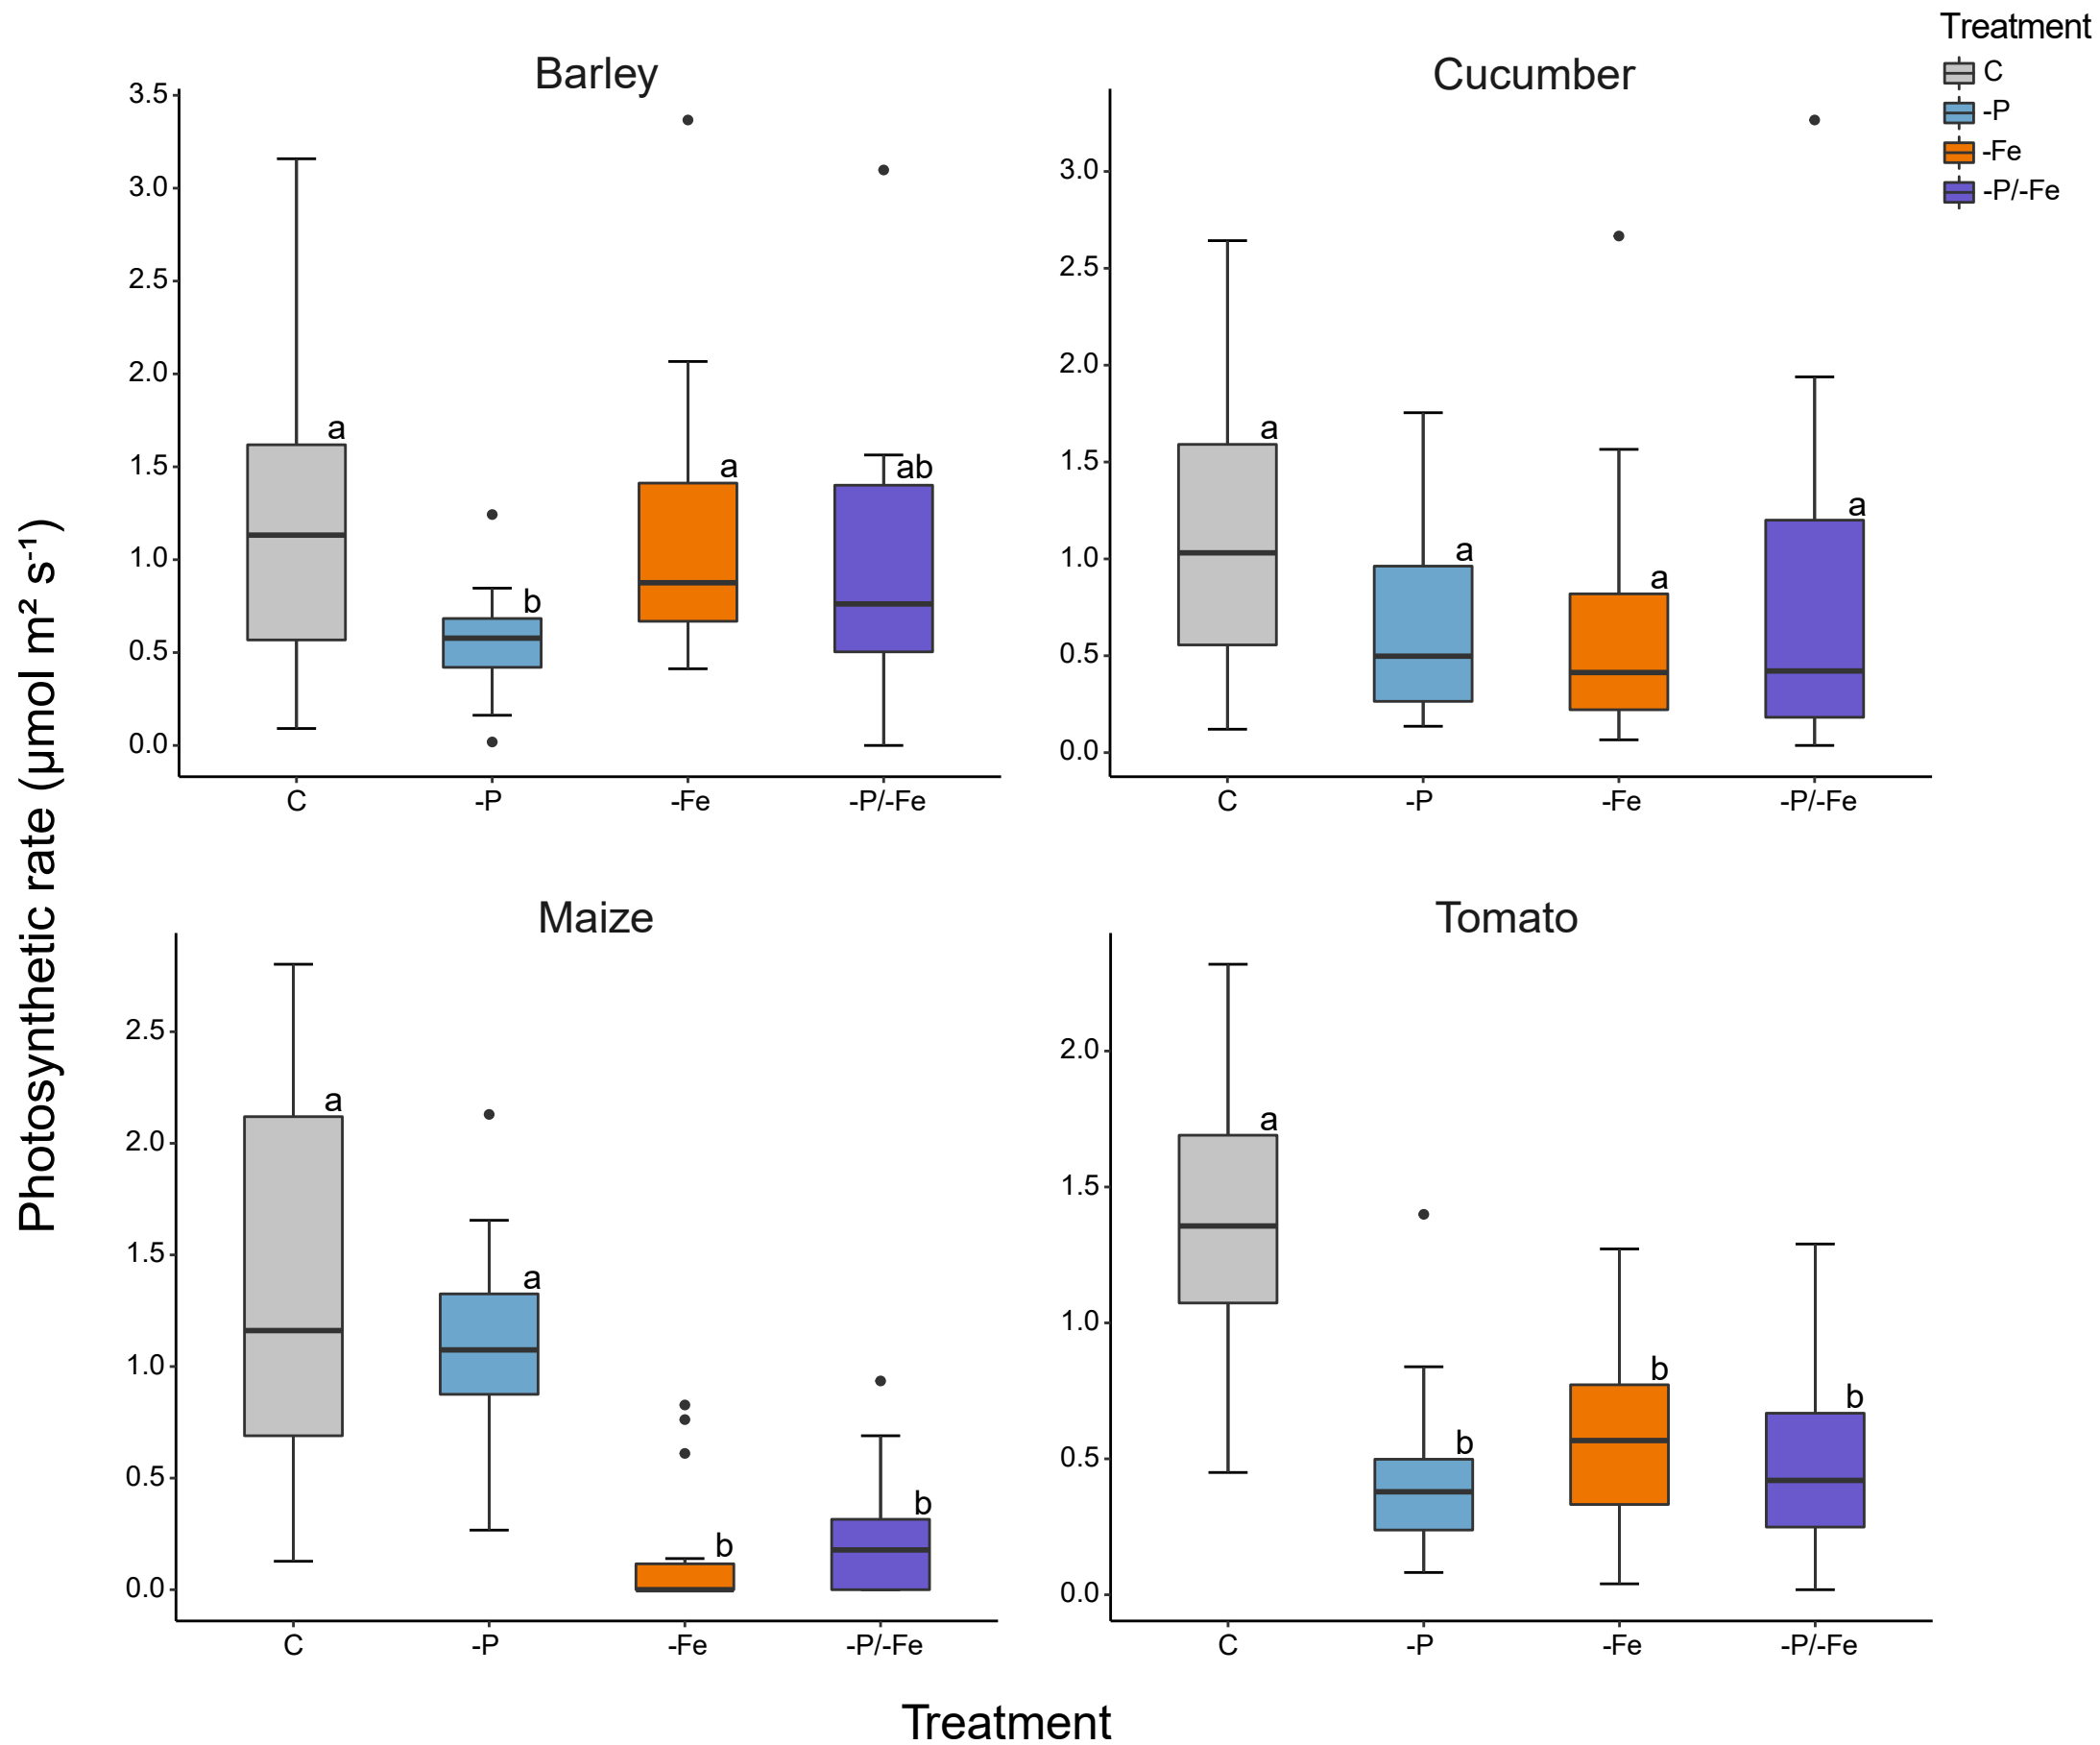 Treatment
C
-P
-Fe
-P/-Fe
Photosynthetic rate (µmol m² s⁻¹)
Barley
3.5
3.0
2.5
2.0
1.5
1.0
0.5
0.0
a
b
a
ab
C
-P
-Fe
-P/-Fe
Cucumber
3.0
2.5
2.0
1.5
1.0
0.5
0.0
a
a
a
a
C
-P
-Fe
-P/-Fe
Maize
2.5
2.0
1.5
1.0
0.5
0.0
a
a
b
b
C
-P
-Fe
-P/-Fe
Tomato
2.0
1.5
1.0
0.5
0.0
a
b
b
b
C
-P
-Fe
-P/-Fe
Treatment